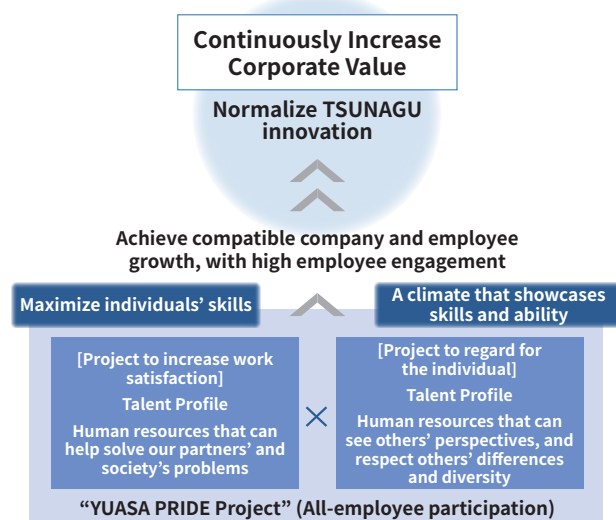 Continuously Increase
Corporate Value
Normalize TSUNAGU
innovation
Achieve compatible company and employee
growth, with high employee engagement
Maximize individuals’ skills
A climate that showcases
skills and ability
[Project to increase work
satisfaction]
Talent Profile
Human resources that can
help solve our partners’ and
society’s problems
×
[Project to regard for
the individual]
Talent Profile
Human resources that can
see others’ perspectives, and
respect others’ differences
and diversity
“YUASA PRIDE Project” (All-employee participation)